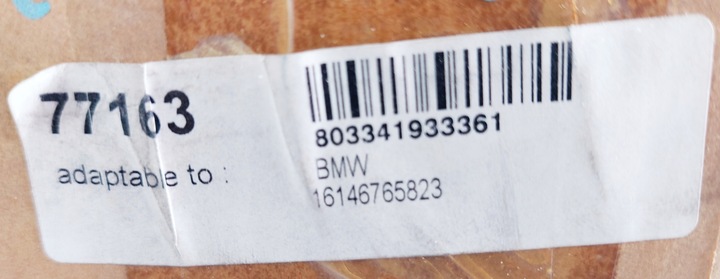 77163
803341933361
adaptable to :
BMW
16146765823